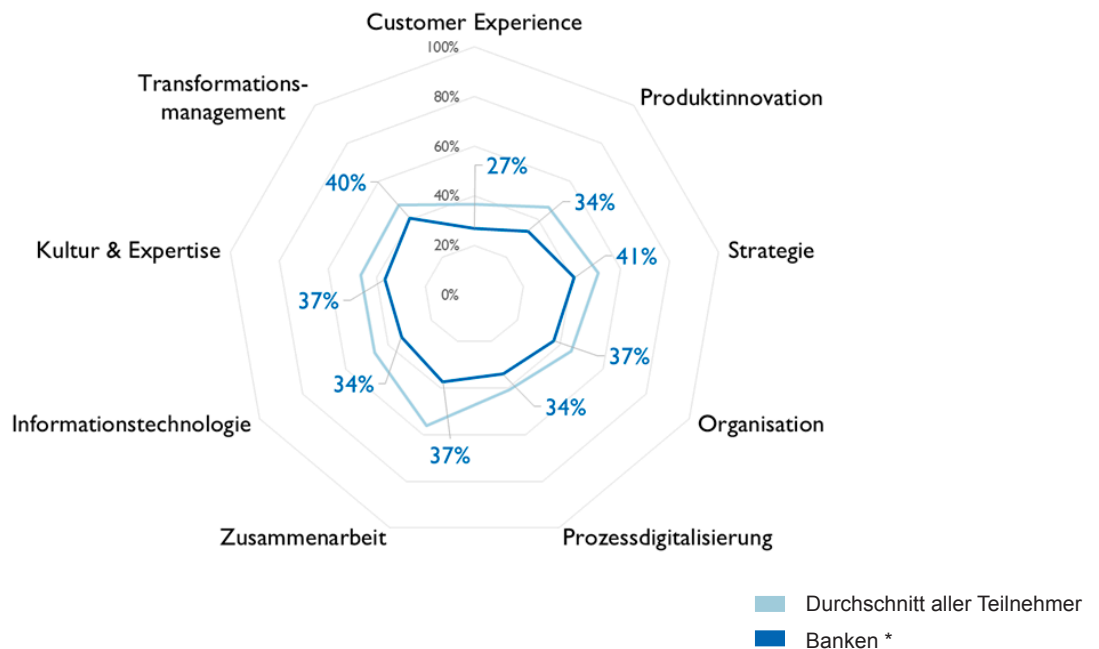 Customer Experience
100%
Transformations-
management
80%
Produktinnovation
60%
27%
40%
40%
34%
Kultur & Expertise
20%
41%
Strategie
0%
37%
37%
34%
34%
Informationstechnologie
Organisation
37%
Zusammenarbeit
Prozessdigitalisierung
Durchschnitt aller Teilnehmer
Banken *